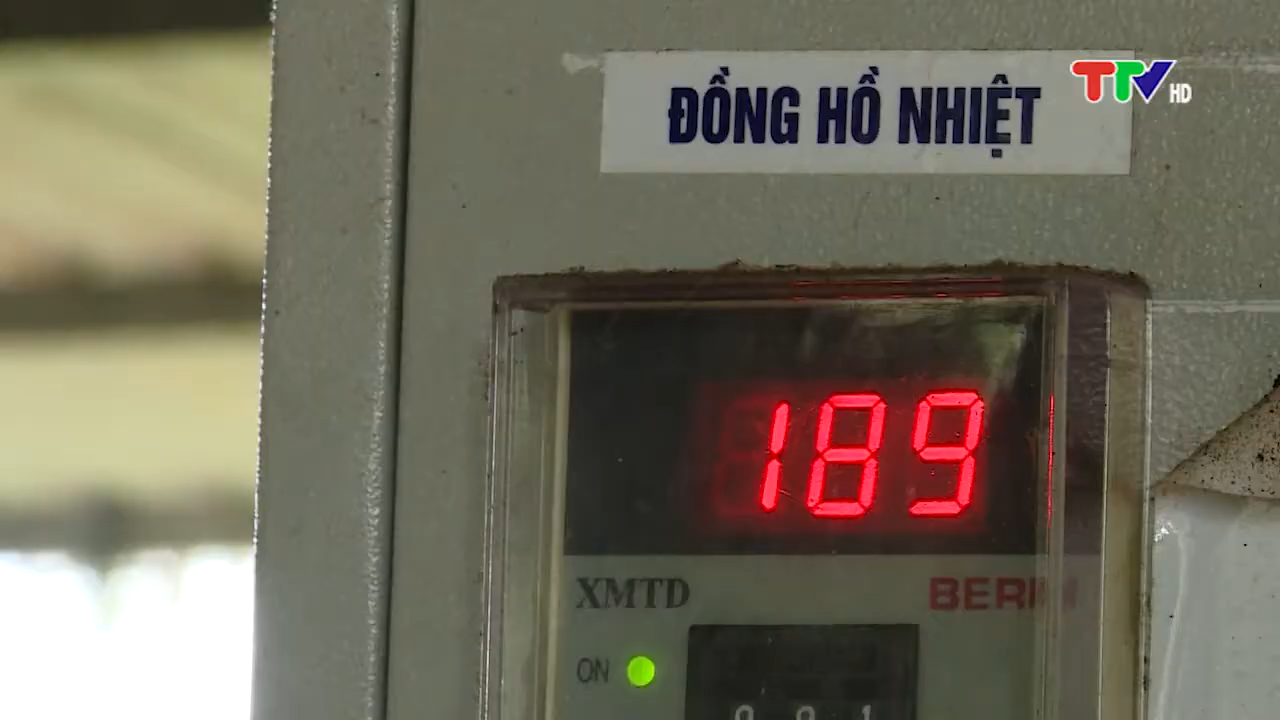 ĐỒNG HỒ NHIỆT
TTV HD
189
XMTD
ON